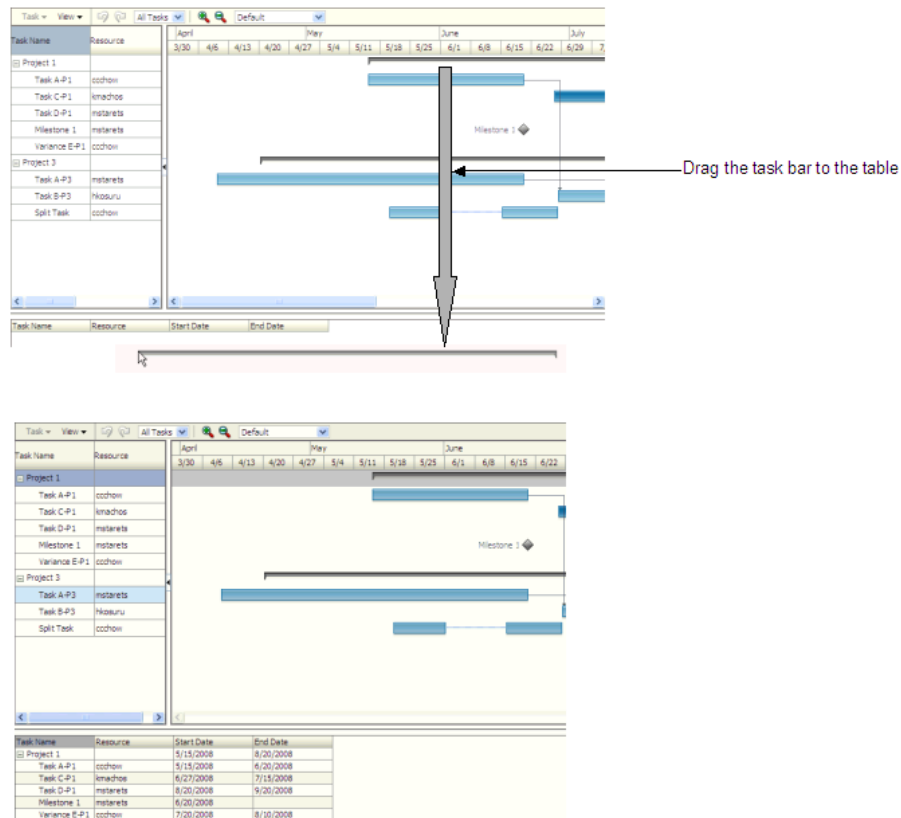 Task View All Tasks Default
Task Name Resource April May June July
3/30 4/6 4/13 4/20 4/27 5/4 5/11 5/18 5/25 6/1 6/8 6/15 6/22 6/29 7
Project 1
Task A-P1 ccchow
Task C-P1 kmachos
Task D-P1 mstarets
Milestone 1 mstarets Milestone 1
Variance E-P1 ccchow
Project 3
Task A-P3 mstarets
Drag the task bar to the table
Task B-P3 hkosuru
Split Task ccchow
Task Name Resource Start Date End Date
Task View All Tasks Default
Task Name Resource April May June
3/30 4/6 4/13 4/20 4/27 5/4 5/11 5/18 5/25 6/1 6/8 6/15 6/22
Project 1
Task A-P1 ccchow
Task C-P1 kmachos
Task D-P1 mstarets
Milestone 1 mstarets Milestone 1
Variance E-P1 ccchow
Project 3
Task A-P3 mstarets
Task B-P3 hkosuru
Split Task ccchow
Task Name Resource Start Date End Date
Project 1 5/15/2008 8/20/2008
Task A-P1 ccchow 5/15/2008 6/20/2008
Task C-P1 kmachos 6/27/2008 7/15/2008
Task D-P1 mstarets 8/20/2008 9/20/2008
Milestone 1 mstarets 6/20/2008
Variance E-P1 ccchow 7/20/2008 8/10/2008